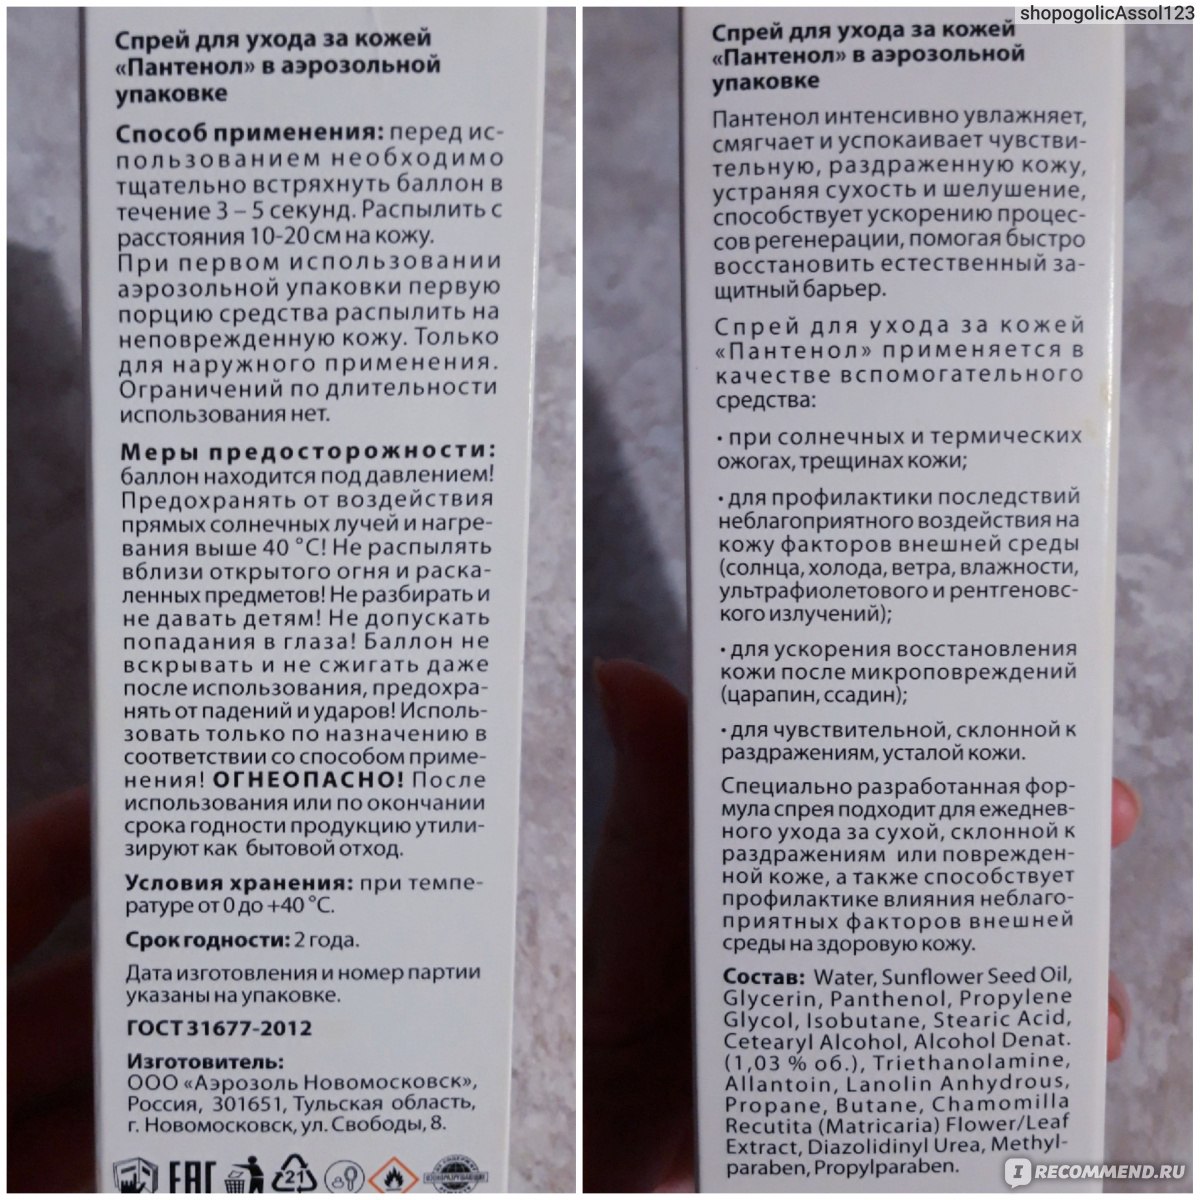 Спрей для ухода за кожей
«Пантенол» в аэрозольной
упаковке
Способ применения: перед ис-
пользованием необходимо
тщательно встряхнуть баллон в
течение 3 – 5 секунд. Распылить с
расстояния 10-20 см на кожу.
При первом использовании
аэрозольной упаковки первую
порцию средства распылить на
неповрежденную кожу. Только
для наружного применения.
Ограничений по длительности
использования нет.
Меры предосторожности:
баллон находится под давлением!
Предохранять от воздействия
прямых солнечных лучей и нагре-
вания выше 40 °С! Не распылять
вблизи открытого огня и раска-
ленных предметов! Не разбирать и
не давать детям! Не допускать
попадания в глаза! Баллон не
вскрывать и не сжигать даже
после использования, предохра-
нять от падений и ударов! Исполь-
зовать только по назначению в
соответствии со способом приме-
нения! ОГНЕОПАСНО! После
использования или по окончании
срока годности продукцию утили-
зируют как бытовой отход.
Условия хранения: при темпе-
ратуре от 0 до +40 °С.
Срок годности: 2 года.
Дата изготовления и номер партии
указаны на упаковке.
ГОСТ 31677-2012
Изготовитель:
ООО «Аэрозоль Новомосковск»,
Россия, 301651, Тульская область,
г. Новомосковск, ул. Свободы, 8.
EAC
21
shopogolicAssol123
Спрей для ухода за кожей
«Пантенол» в аэрозольной
упаковке
Пантенол интенсивно увлажняет,
смягчает и успокаивает чувстви-
тельную, раздраженную кожу,
устраняя сухость и шелушение,
способствует ускорению процес-
сов регенерации, помогая быстро
восстановить естественный за-
щитный барьер.
Спрей для ухода за кожей
«Пантенол» применяется в
качестве вспомогательного
средства:
• при солнечных и термических
ожогах, трещинах кожи;
• для профилактики последствий
неблагоприятного воздействия на
кожу факторов внешней среды
(солнца, холода, ветра, влажности,
ультрафиолетового и рентгеновс-
кого излучений);
• для ускорения восстановления
кожи после микроповреждений
(царапин, ссадин);
• для чувствительной, склонной к
раздражениям, усталой кожи.
Специально разработанная фор-
мула спрея подходит для ежеднев-
ного ухода за сухой, склонной к
раздражениям или поврежден-
ной коже, а также способствует
профилактике влияния неблаго-
приятных факторов внешней
среды на здоровую кожу.
Состав: Water, Sunflower Seed Oil,
Glycerin, Panthenol, Propylene
Glycol, Isobutane, Stearic Acid,
Cetearyl Alcohol, Alcohol Denat.
(1,03 % об.), Triethanolamine,
Allantoin, Lanolin Anhydrous,
Propane, Butane, Chamomilla
Recutita (Matricaria) Flower/Leaf
Extract, Diazolidinyl Urea, Methyl-
paraben, Propylparaben.
IRECOMMEND.RU